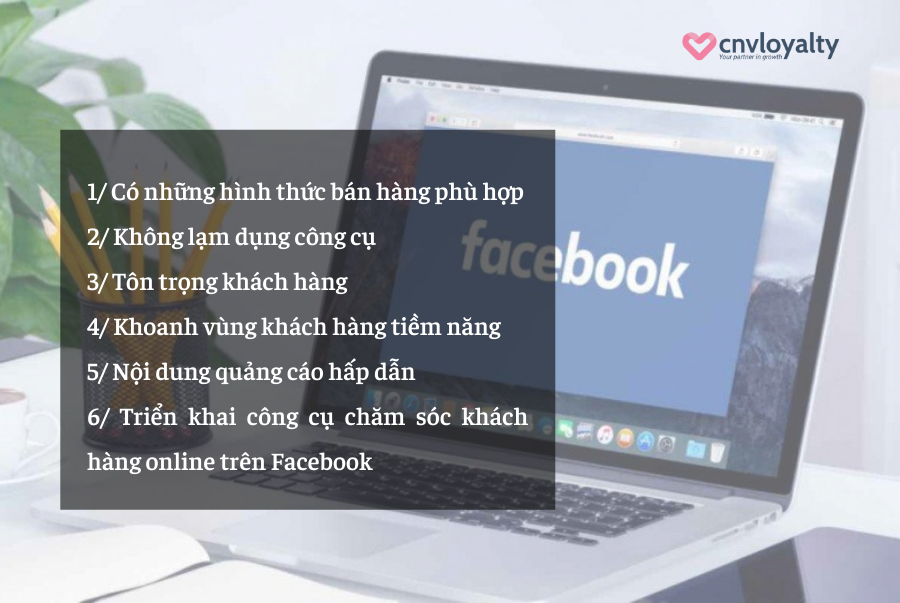 cnvloyalty
Your partner in growth
1/ Có những hình thức bán hàng phù hợp
2/ Không lạm dụng công cụ
3/ Tôn trọng khách hàng
4/ Khoanh vùng khách hàng tiềm năng
5/ Nội dung quảng cáo hấp dẫn
6/ Triển khai công cụ chăm sóc khách
hàng online trên Facebook
facebook